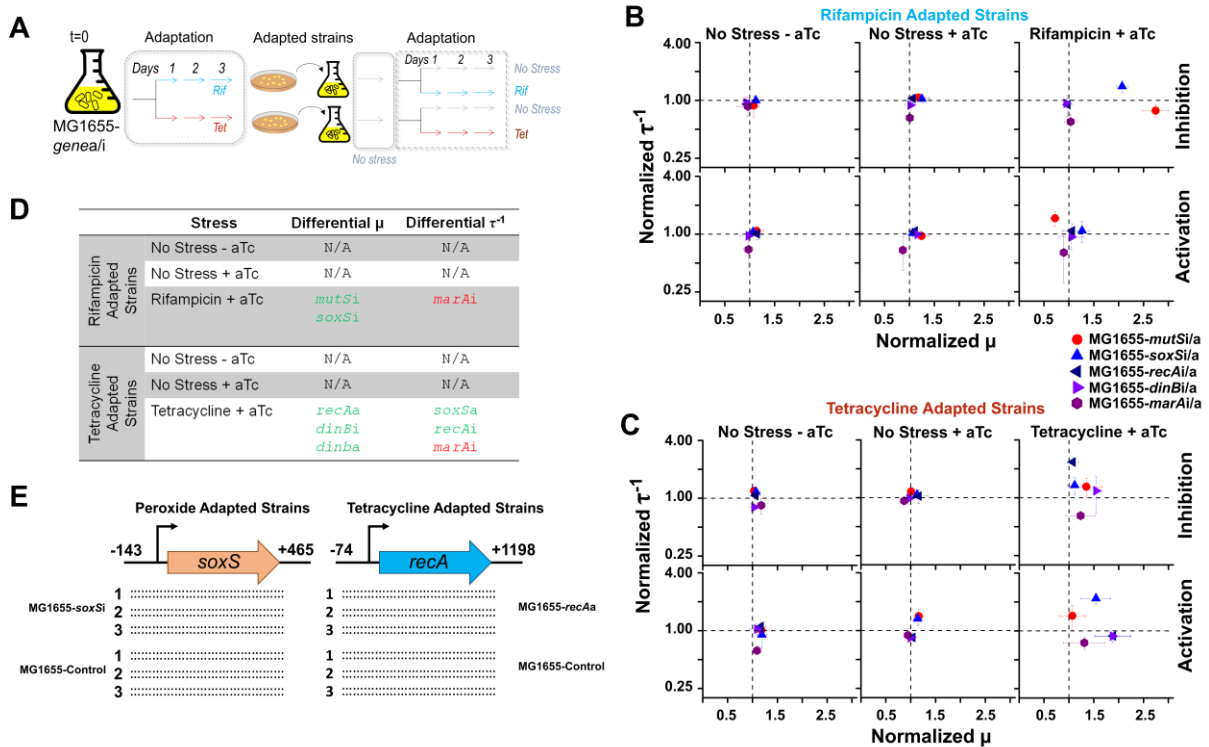 A
t=0
Adaptation
Adapted strains
Adaptation
Days 1 2 3
Days 1 2 3
No Stress
Rif
Rif
No Stress
Tet
Tet
MG1655-
genea/i
No stress
B
Rifampicin Adapted Strains
No Stress - aTc
No Stress + aTc
Rifampicin + aTc
4.00
1.00
0.25
Inhibition
4.00
1.00
0.25
Activation
Normalized τ-1
0.5 1.5 2.5
0.5 1.5 2.5
0.5 1.5 2.5
Normalized μ
MG1655-mutSi/a
MG1655-soxSi/a
MG1655-recAi/a
MG1655-dinBi/a
MG1655-marAi/a
D
Stress
Differential μ
Differential τ-1
Rifampicin
Adapted
Strains
No Stress - aTc N/A N/A
No Stress + aTc N/A N/A
Rifampicin + aTc mutSi marAi
soxSi
Tetracycline
Adapted
Strains
No Stress - aTc N/A N/A
No Stress + aTc N/A N/A
Tetracycline + aTc recAa soxSa
dinBi recAi
dinba marAi
C
Tetracycline Adapted Strains
No Stress - aTc
No Stress + aTc
Tetracycline + aTc
4.00
1.00
0.25
Inhibition
4.00
1.00
0.25
Activation
Normalized τ-1
0.5 1.5 2.5
0.5 1.5 2.5
0.5 1.5 2.5
Normalized μ
E
Peroxide Adapted Strains
Tetracycline Adapted Strains
-143
soxS
+465
-74
recA
+1198
MG1655-soxSi
1
2
3
MG1655-Control
1
2
3
1
2
3
MG1655-recAa
1
2
3
MG1655-Control